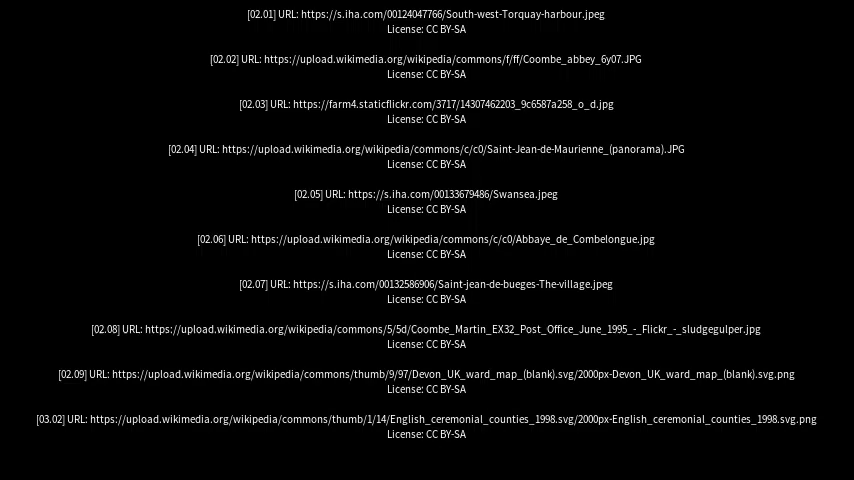 [02.01] URL: https://s.iha.com/00124047766/South-west-Torquay-harbour.jpeg
License: CC BY-SA
[02.02] URL: https://upload.wikimedia.org/wikipedia/commons/f/ff/Coombe_abbey_6y07.JPG
License: CC BY-SA
[02.03] URL: https://farm4.staticflickr.com/3717/14307462203_9c6587a258_o_d.jpg
License: CC BY-SA
[02.04] URL: https://upload.wikimedia.org/wikipedia/commons/c/c0/Saint-Jean-de-Maurienne_(panorama).JPG
License: CC BY-SA
[02.05] URL: https://s.iha.com/00133679486/Swansea.jpeg
License: CC BY-SA
[02.06] URL: https://upload.wikimedia.org/wikipedia/commons/c/c0/Abbaye_de_Combelongue.jpg
License: CC BY-SA
[02.07] URL: https://s.iha.com/00132586906/Saint-jean-de-bueges-The-village.jpeg
License: CC BY-SA
[02.08] URL: https://upload.wikimedia.org/wikipedia/commons/5/5d/Coombe_Martin_EX32_Post_Office_June_1995_-_Flickr_-_sludgegulper.jpg
License: CC BY-SA
[02.09] URL: https://upload.wikimedia.org/wikipedia/commons/thumb/9/97/Devon_UK_ward_map_(blank).svg/2000px-Devon_UK_ward_map_(blank).svg.png
License: CC BY-SA
[03.02] URL: https://upload.wikimedia.org/wikipedia/commons/thumb/1/14/English_ceremonial_counties_1998.svg/2000px-English_ceremonial_counties_1998.svg.png
License: CC BY-SA